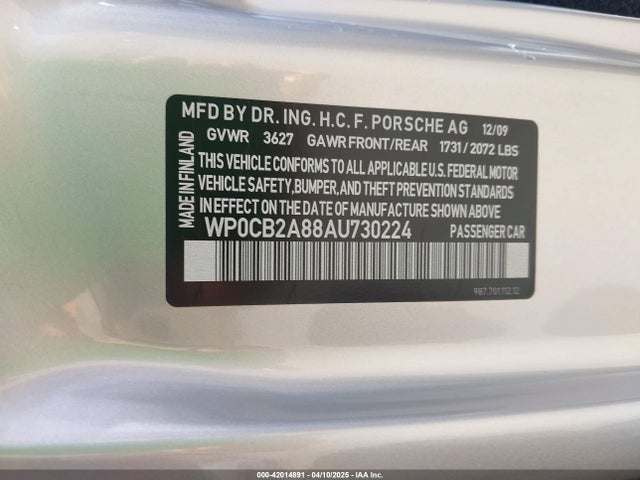 MFD BY DR. ING. H.C. F. PORSCHE AG 12/09
GVWR 3627 GAWR FRONT/REAR 1731/2072 LBS
THIS VEHICLE CONFORMS TO ALL APPLICABLE U.S. FEDERAL MOTOR
VEHICLE SAFETY, BUMPER, AND THEFT PREVENTION STANDARDS
IN EFFECT ON THE DATE OF MANUFACTURE SHOWN ABOVE
WP0CB2A88AU730224 PASSENGER CAR
MADE IN FINLAND
987.701.112.12
000-42014891 - 04/10/2025 - IAA Inc.